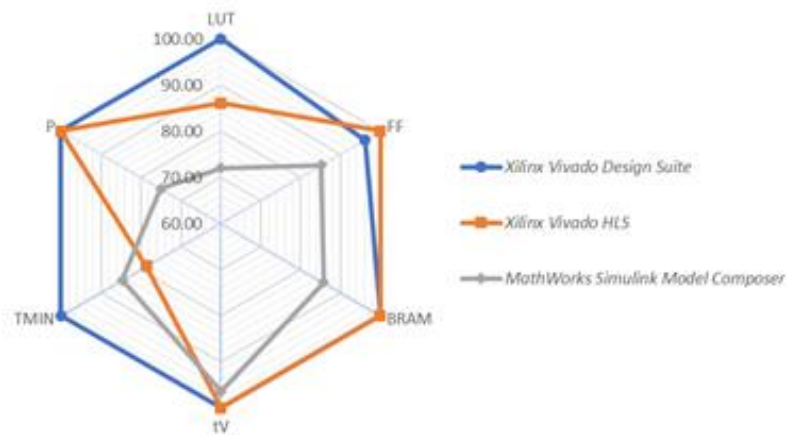 LUT
100.00
90.00
80.00
70.00
60.00
P
FF
TMIN
BRAM
tV
Xilinx Vivado Design Suite
Xilinx Vivado HLS
MathWorks Simulink Model Composer